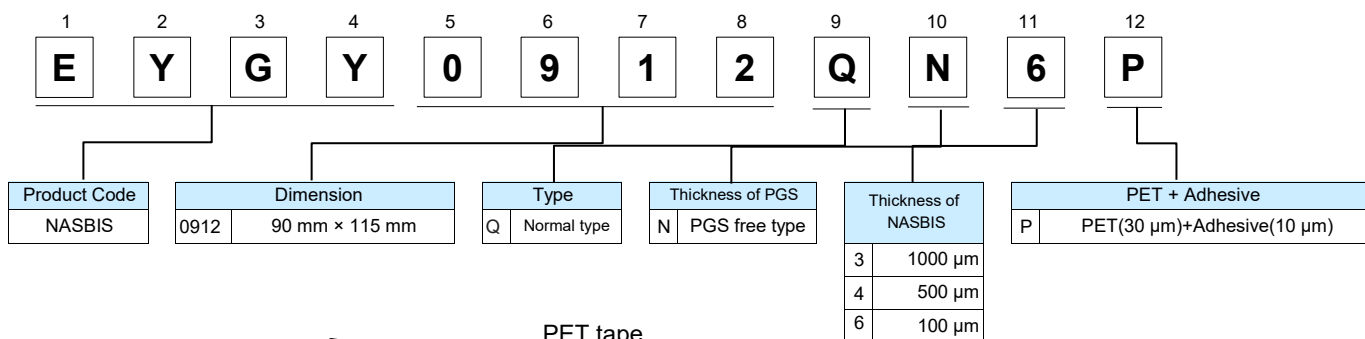 1 2 3 4 5 6 7 8 9 10 11 12
E Y G Y 0 9 1 2 Q N 6 P
Product Code
NASBIS
Dimension
0912 90 mm × 115 mm
Type
Q Normal type
Thickness of PGS
N PGS free type
Thickness of
NASBIS
3 1000 µm
4 500 µm
6 100 µm
PET + Adhesive
P PET(30 µm)+Adhesive(10 µm)
PET tape